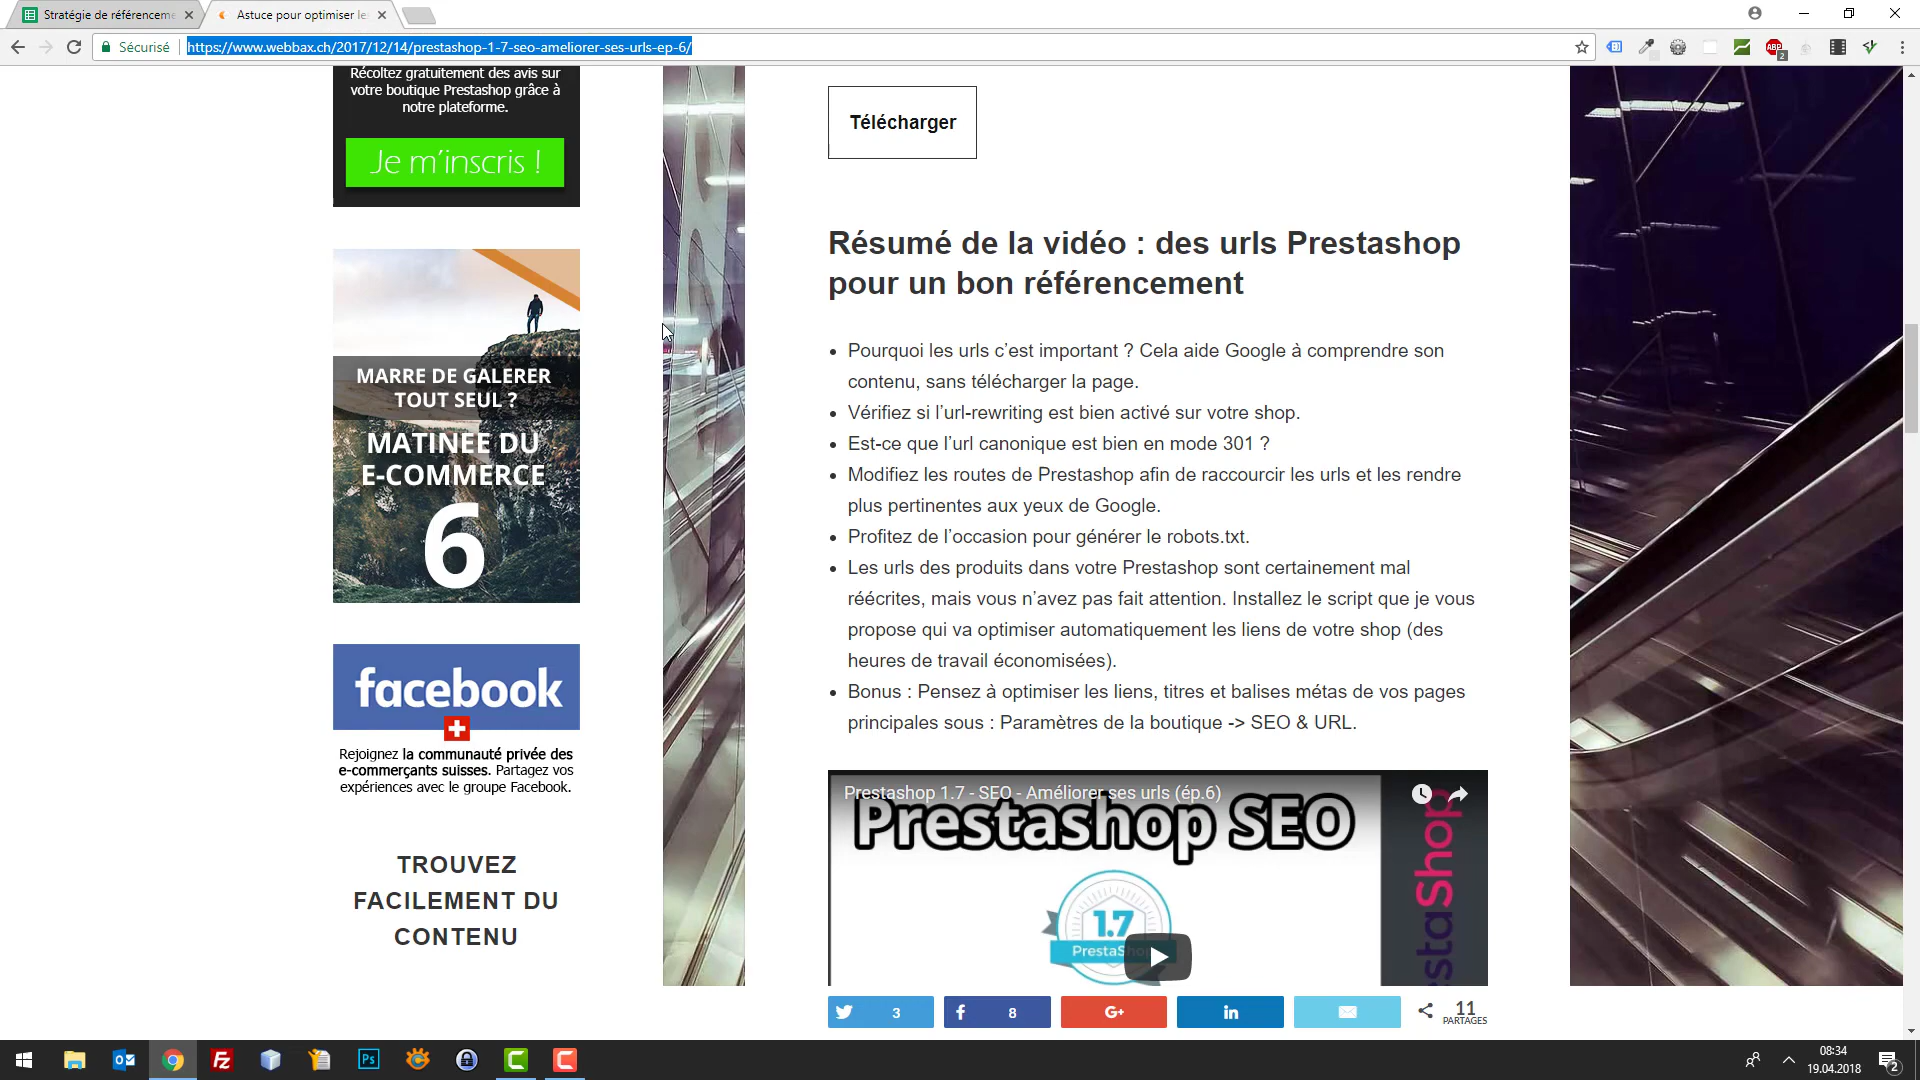 Stratégie de référenceme
Astuce pour optimiser le
Sécurisé
https://www.webbax.ch/2017/12/14/prestashop-1-7-seo-ameliorer-ses-urls-ep-6/
ABP
2
Récoltez gratuitement des avis sur
votre boutique Prestashop grâce à
notre plateforme.
Je m'inscris !
MARRE DE GALERER
TOUT SEUL ?
MATINEE DU
E-COMMERCE
6
facebook
Rejoignez la communauté privée des
e-commerçants suisses. Partagez vos
expériences avec le groupe Facebook.
TROUVEZ
FACILEMENT DU
CONTENU
Télécharger
Résumé de la vidéo : des urls Prestashop
pour un bon référencement
Pourquoi les urls c’est important ? Cela aide Google à comprendre son
contenu, sans télécharger la page.
Vérifiez si l’url-rewriting est bien activé sur votre shop.
Est-ce que l’url canonique est bien en mode 301 ?
Modifiez les routes de Prestashop afin de raccourcir les urls et les rendre
plus pertinentes aux yeux de Google.
Profitez de l’occasion pour générer le robots.txt.
Les urls des produits dans votre Prestashop sont certainement mal
réécrites, mais vous n’avez pas fait attention. Installez le script que je vous
propose qui va optimiser automatiquement les liens de votre shop (des
heures de travail économisées).
Bonus : Pensez à optimiser les liens, titres et balises métas de vos pages
principales sous : Paramètres de la boutique -> SEO & URL.
Prestashop 1.7 - SEO - Améliorer ses urls (ép.6)
Prestashop SEO
1.7
PrestaSho
estaShop
3
8
G+
in
11
PARTAGES
Ps
08:34
19.04.2018
2